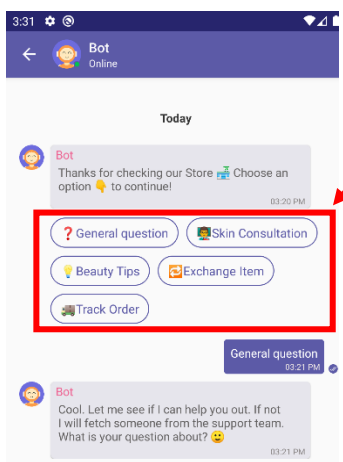 3:31
Bot
Online
Today
Bot
Thanks for checking our Store 🚅 Choose an
option 👇 to continue!
03:20 PM
❓General question 👩‍🏫Skin Consultation
💡Beauty Tips 🔁Exchange Item
🚚Track Order
General question
03:21 PM
Bot
Cool. Let me see if I can help you out. If not
I will fetch someone from the support team.
What is your question about? 🙂
03:21 PM